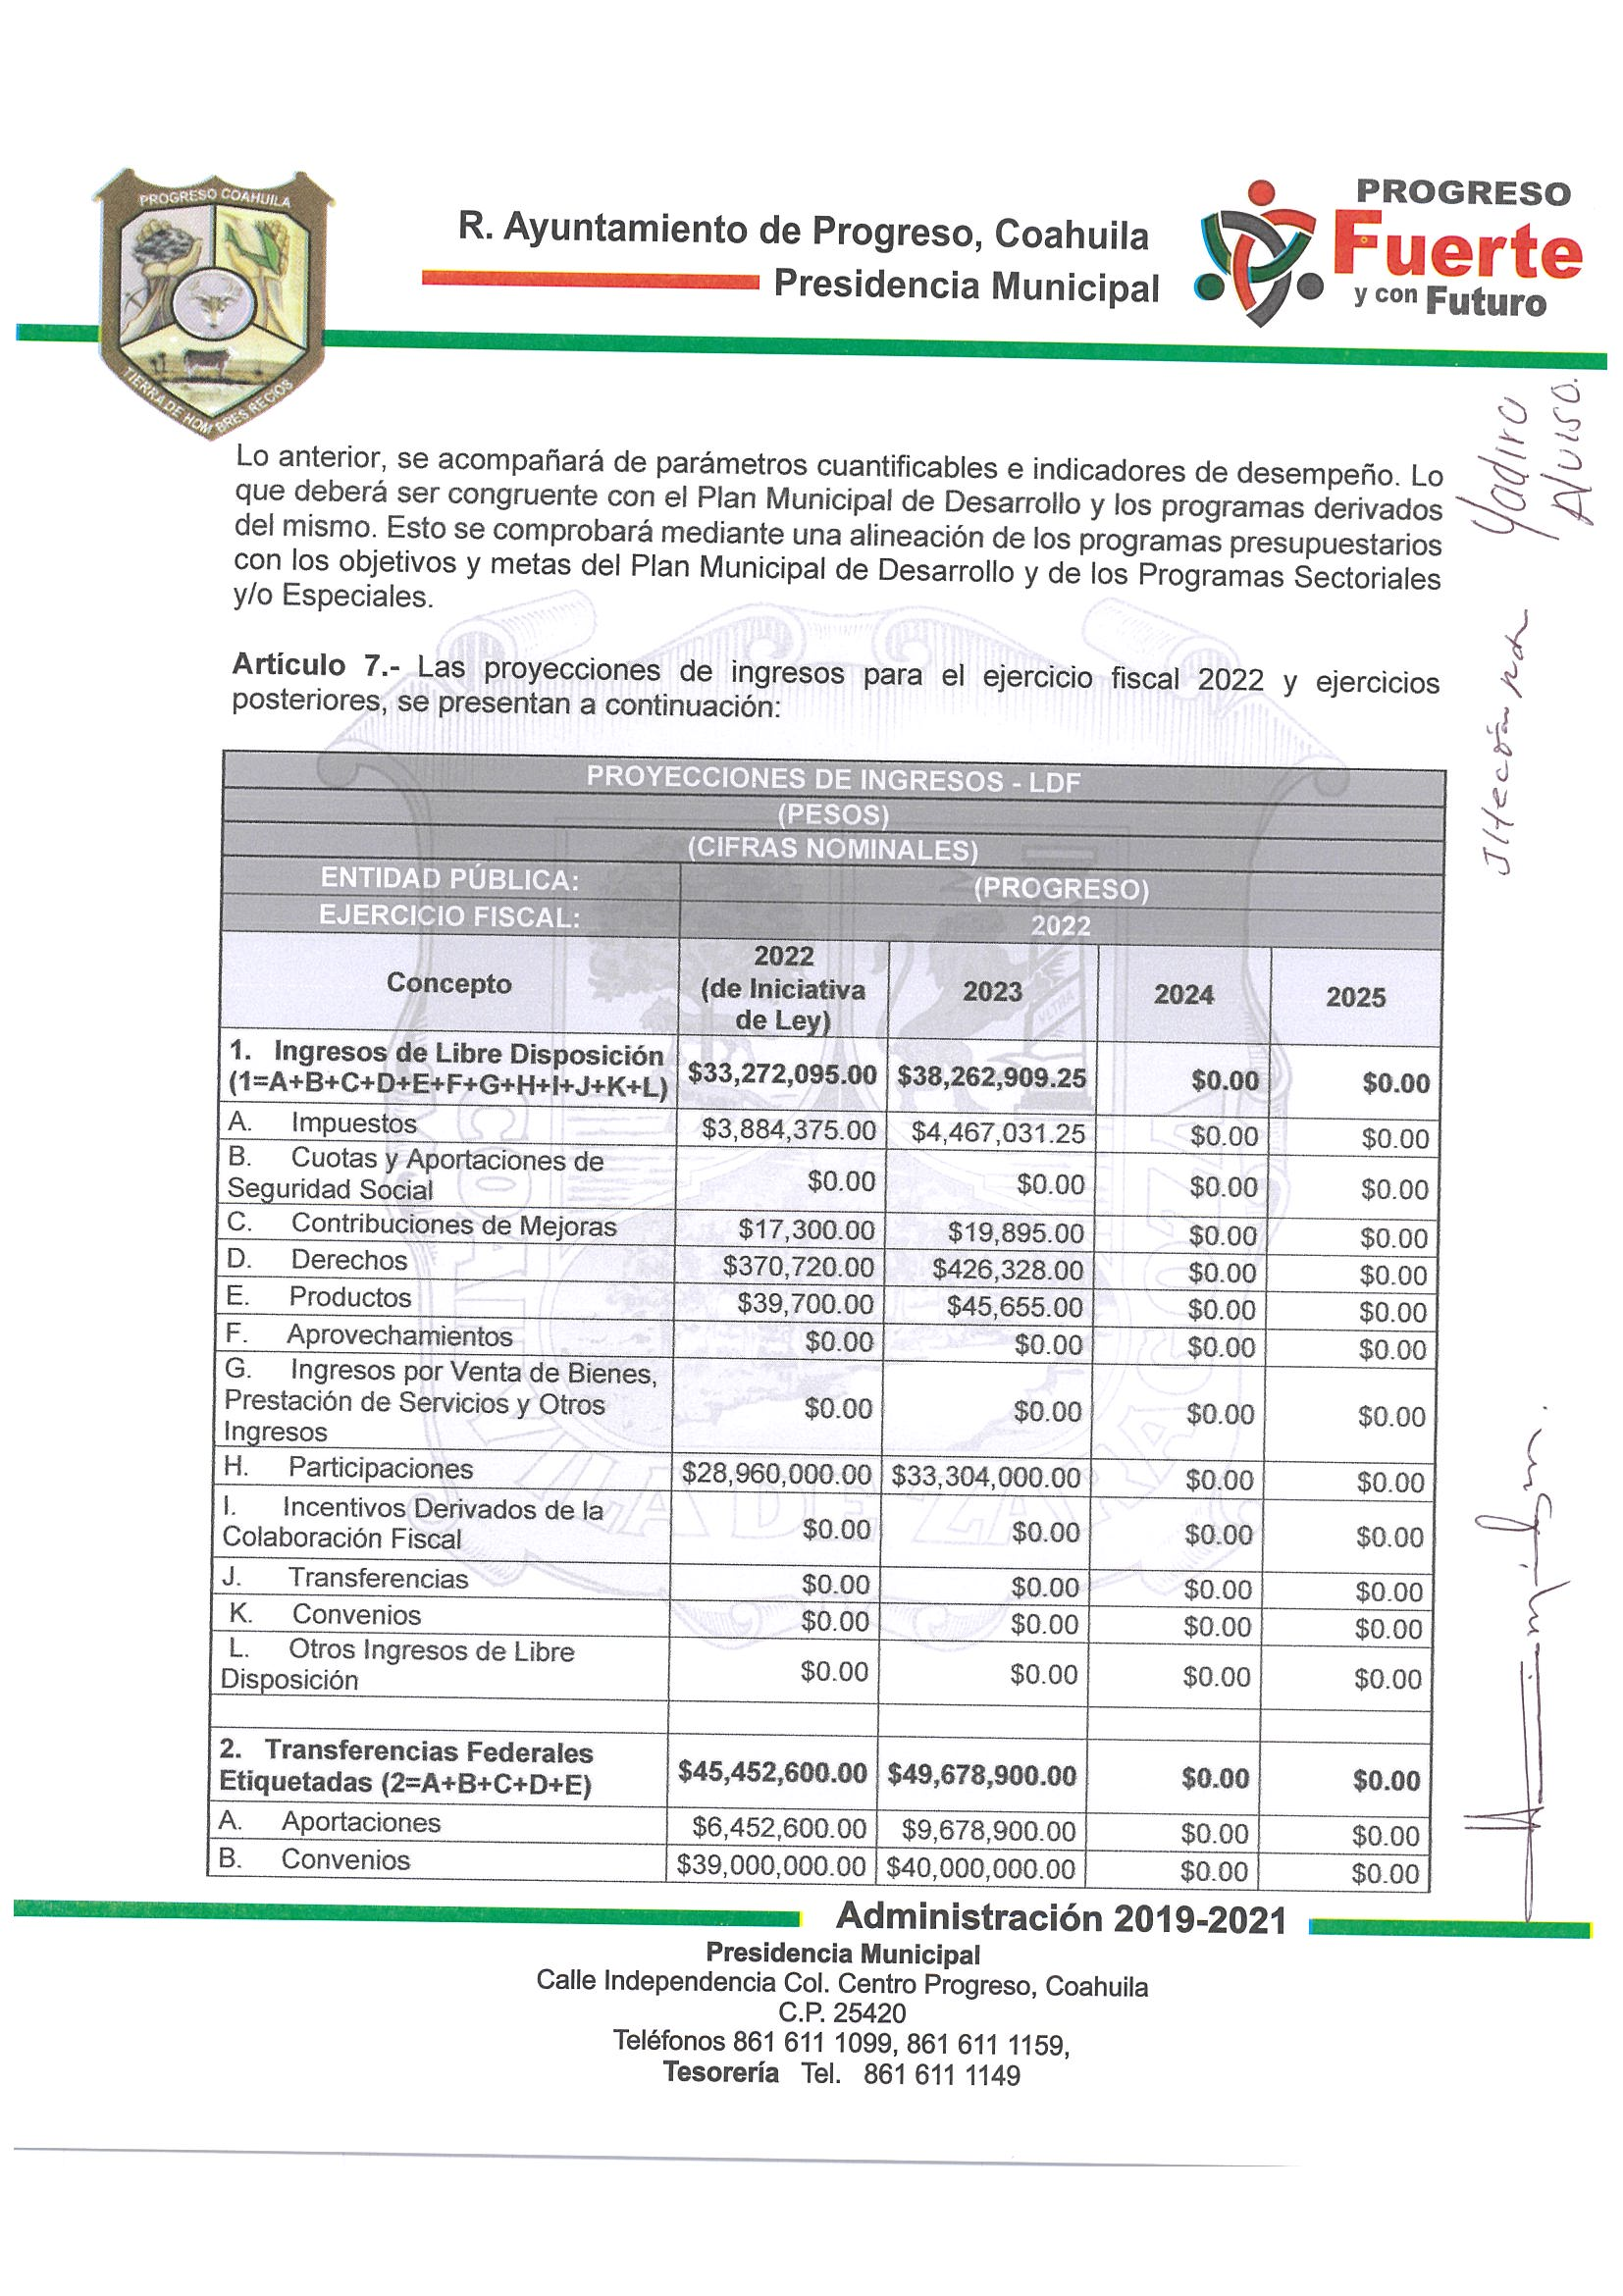 PROGRESO COAHUILA
TIERRA DE HOMBRES RECIOS
R. Ayuntamiento de Progreso, Coahuila
Presidencia Municipal
PROGRESO
Fuerte
y con Futuro
Lo anterior, se acompañará de parámetros cuantificables e indicadores de desempeño. Lo
que deberá ser congruente con el Plan Municipal de Desarrollo y los programas derivados
del mismo. Esto se comprobará mediante una alineación de los programas presupuestarios
con los objetivos y metas del Plan Municipal de Desarrollo y de los Programas Sectoriales
y/o Especiales.
Artículo 7.- Las proyecciones de ingresos para el ejercicio fiscal 2022 y ejercicios
posteriores, se presentan a continuación:
PROYECCIONES DE INGRESOS - LDF
(PESOS)
(CIFRAS NOMINALES)
ENTIDAD PÚBLICA: (PROGRESO)
EJERCICIO FISCAL: 2022
Concepto 2022 (de Iniciativa de Ley) 2023 2024 2025
1. Ingresos de Libre Disposición
(1=A+B+C+D+E+F+G+H+I+J+K+L) $33,272,095.00 $38,262,909.25 $0.00 $0.00
A. Impuestos $3,884,375.00 $4,467,031.25 $0.00 $0.00
B. Cuotas y Aportaciones de
Seguridad Social $0.00 $0.00 $0.00 $0.00
C. Contribuciones de Mejoras $17,300.00 $19,895.00 $0.00 $0.00
D. Derechos $370,720.00 $426,328.00 $0.00 $0.00
E. Productos $39,700.00 $45,655.00 $0.00 $0.00
F. Aprovechamientos $0.00 $0.00 $0.00 $0.00
G. Ingresos por Venta de Bienes,
Prestación de Servicios y Otros
Ingresos $0.00 $0.00 $0.00 $0.00
H. Participaciones $28,960,000.00 $33,304,000.00 $0.00 $0.00
I. Incentivos Derivados de la
Colaboración Fiscal $0.00 $0.00 $0.00 $0.00
J. Transferencias $0.00 $0.00 $0.00 $0.00
K. Convenios $0.00 $0.00 $0.00 $0.00
L. Otros Ingresos de Libre
Disposición $0.00 $0.00 $0.00 $0.00
2. Transferencias Federales
Etiquetadas (2=A+B+C+D+E) $45,452,600.00 $49,678,900.00 $0.00 $0.00
A. Aportaciones $6,452,600.00 $9,678,900.00 $0.00 $0.00
B. Convenios $39,000,000.00 $40,000,000.00 $0.00 $0.00
Administración 2019-2021
Presidencia Municipal
Calle Independencia Col. Centro Progreso, Coahuila
C.P. 25420
Teléfonos 861 611 1099, 861 611 1159,
Tesorería Tel. 861 611 1149